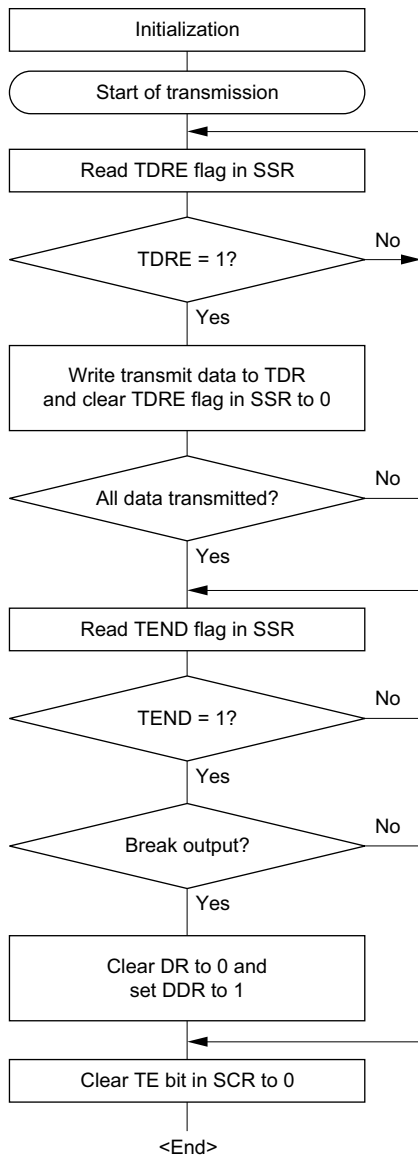 Initialization
Start of transmission
Read TDRE flag in SSR
TDRE = 1?
No
Yes
Write transmit data to TDR
and clear TDRE flag in SSR to 0
All data transmitted?
No
Yes
Read TEND flag in SSR
TEND = 1?
No
Yes
Break output?
No
Yes
Clear DR to 0 and
set DDR to 1
Clear TE bit in SCR to 0
<End>